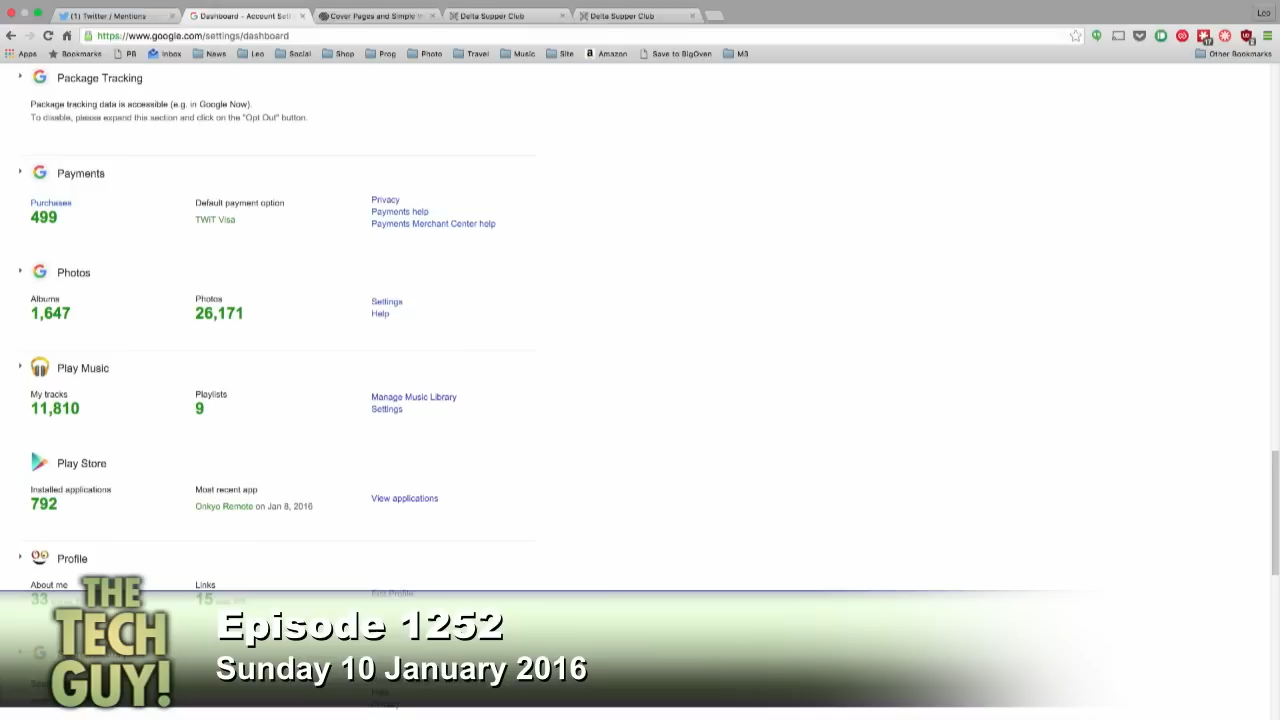 (1) Twitter / Mentions
Dashboard - Account Sett
Cover Pages and Simple In
Delta Supper Club
Delta Supper Club
Leo
https://www.google.com/settings/dashboard
Apps
Bookmarks
PB
Inbox
News
Leo
Social
Shop
Prog
Photo
Travel
Music
Site
Amazon
Save to BigOven
M3
Other Bookmarks
Package Tracking
Package tracking data is accessible (e.g. in Google Now).
To disable, please expand this section and click on the "Opt Out" button.
Payments
Purchases
499
Default payment option
TWiT Visa
Privacy
Payments help
Payments Merchant Center help
Photos
Albums
1,647
Photos
26,171
Settings
Help
Play Music
My tracks
11,810
Playlists
9
Manage Music Library
Settings
Play Store
Installed applications
792
Most recent app
Onkyo Remote on Jan 8, 2016
View applications
Profile
About me
33
Links
15
Edit Profile
THE
TECH
GUY!
Episode 1252
Sunday 10 January 2016